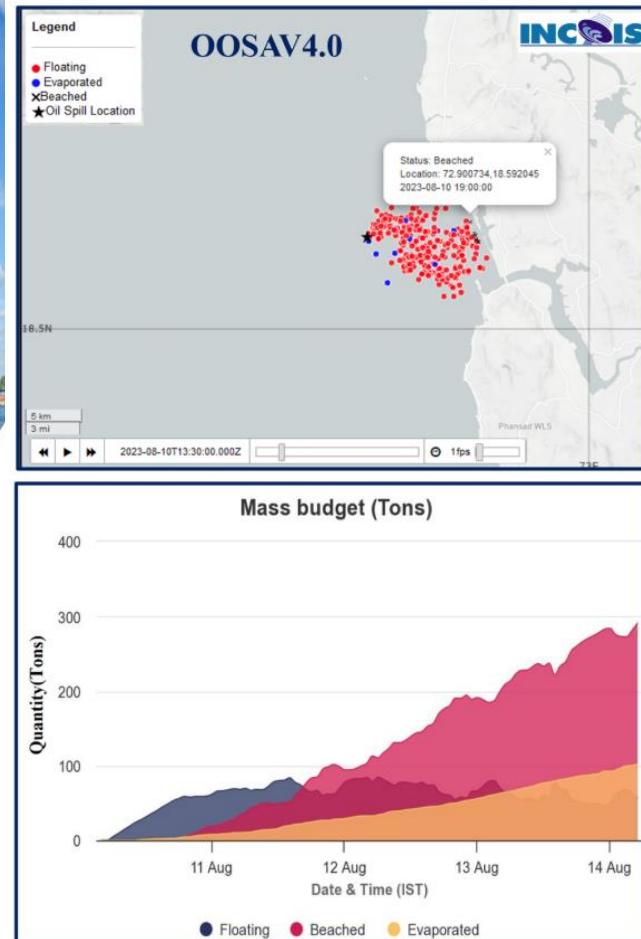 Legend
Floating
Evaporated
Beached
Oil Spill Location
OOSAV4.0
INCOIS
Status: Beached
Location: 72.900734,18.592045
2023-08-10 19:00:00
18.5N
5 km
3 mi
Phansad WLS
2023-08-10T13:30:00.000Z
1fps
73E
Mass budget (Tons)
Quantity(Tons)
400
300
200
100
0
11 Aug
12 Aug
13 Aug
14 Aug
Date & Time (IST)
Floating
Beached
Evaporated